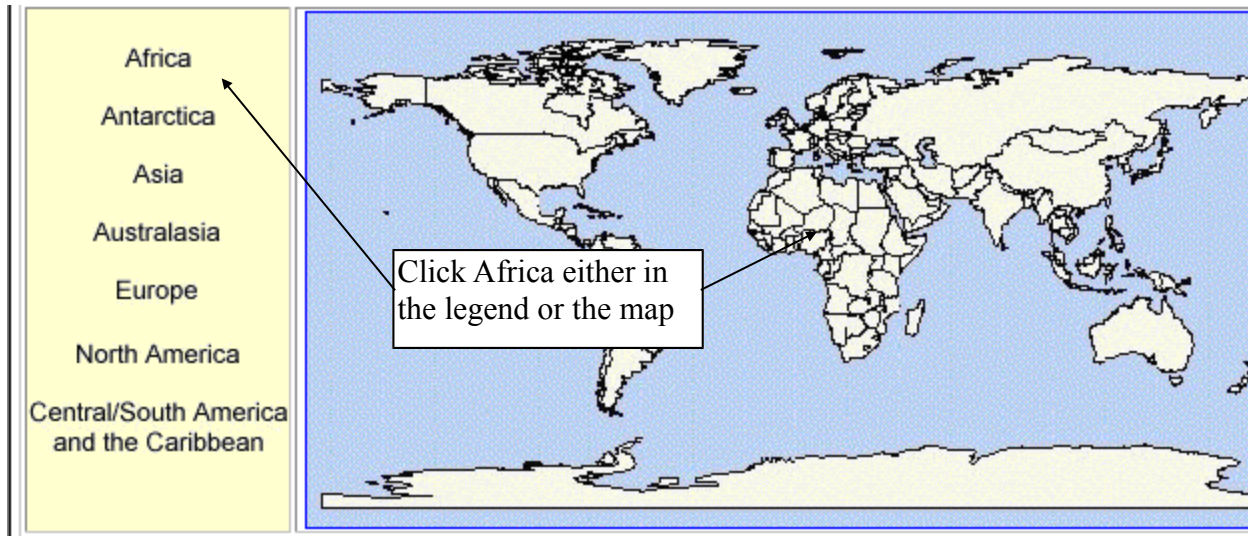 Africa
Antarctica
Asia
Australasia
Europe
North America
Central/South America
and the Caribbean
Click Africa either in
the legend or the map